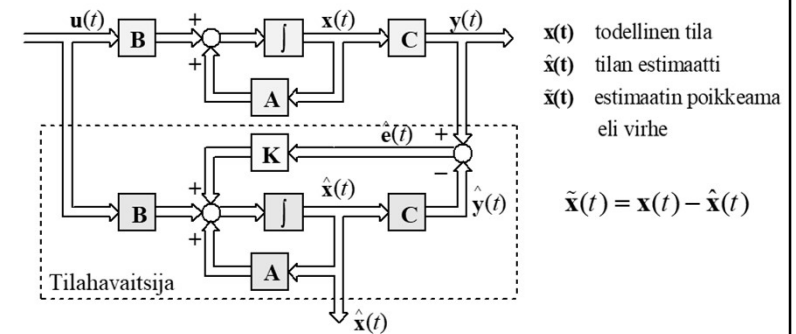 u(t)
B
+
+
∫
x(t)
C
y(t)
A
x(t) todellinen tila
x̂(t) tilan estimaatti
x̃(t) estimaatin poikkeama
eli virhe
K
ê(t)
+
−
B
+
+
∫
x̂(t)
C
ŷ(t)
A
x̃(t) = x(t) − x̂(t)
Tilahavaitsija
x̂(t)